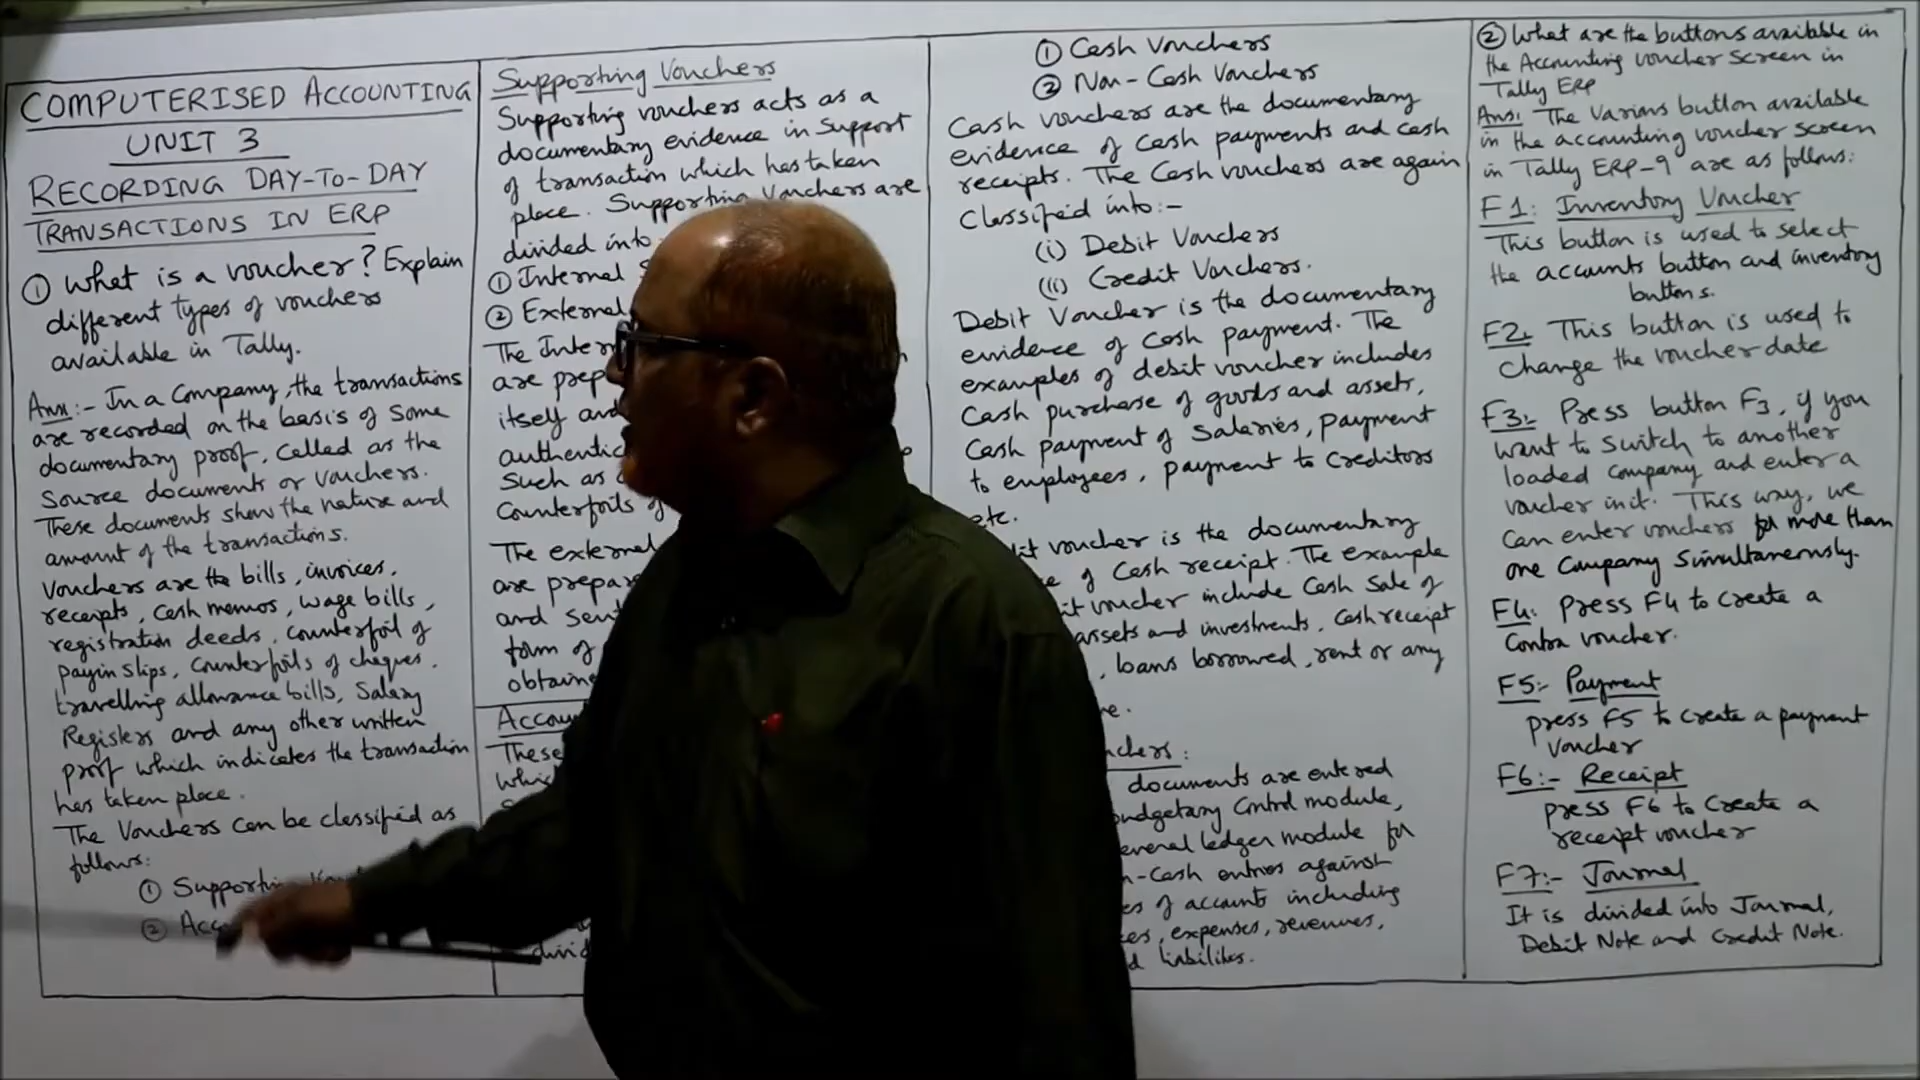 COMPUTERISED ACCOUNTING
UNIT 3
RECORDING DAY-TO-DAY
TRANSACTIONS IN ERP
① What is a voucher? Explain
different types of vouchers
available in Tally.
Ans:- In a Company, the transactions
are recorded on the basis of some
documentary proof, called as the
Source documents or vouchers.
These documents show the nature and
amount of the transactions.
Vouchers are the bills, invoices,
receipts, cash memos, wage bills,
registration deeds, counterfoil of
payin slips, counterfoils of cheques,
travelling allowance bills, Salary
Registers and any other written
proof which indicates the transaction
has taken place.
The Vouchers can be classified as
follows:
① Supporting
②
Supporting Vouchers
Supporting vouchers acts as a
documentary evidence in support
of transaction which has taken
place. Supporting Vouchers are
divided into
① Internal
② External
The
are
itself and
such as
Counterfoils of
The external
are
and
form of
These
① Cash Vouchers
② Non-Cash Vouchers
Cash vouchers are the documentary
evidence of cash payments and cash
receipts. The Cash vouchers are again
Classified into:-
(i) Debit Vouchers
(ii) Credit Vouchers.
Debit Voucher is the documentary
evidence of Cash payment. The
examples of debit voucher includes
Cash purchase of goods and assets,
Cash payment of Salaries, payment
to employees, payment to Creditors
etc.
voucher is the documentary
of Cash receipt. The example
voucher include Cash Sale of
assets and investments, Cash receipt
, loans borrowed, rent or any
documents are entered
Control module,
ledger module for
entries against
of accounts including
, expenses, revenues,
liabilities.
② What are the buttons available in
the Accounting voucher screen in
Tally ERP
Ans: The Various button available
in the accounting voucher screen
in Tally ERP-9 are as follows:
F1: Inventory Voucher
This button is used to select
the accounts button and inventory
buttons.
F2: This button is used to
change the voucher date
F3:- Press button F3, if you
want to switch to another
loaded company and enter a
voucher in it. This way, we
can enter vouchers for more than
one Company Simultaneously.
F4: Press F4 to Create a
Contra voucher.
F5:- Payment
press F5 to Create a payment
voucher
F6:- Receipt
press F6 to Create a
receipt voucher
F7:- Journal
It is divided into Journal,
Debit Note and Credit Note.